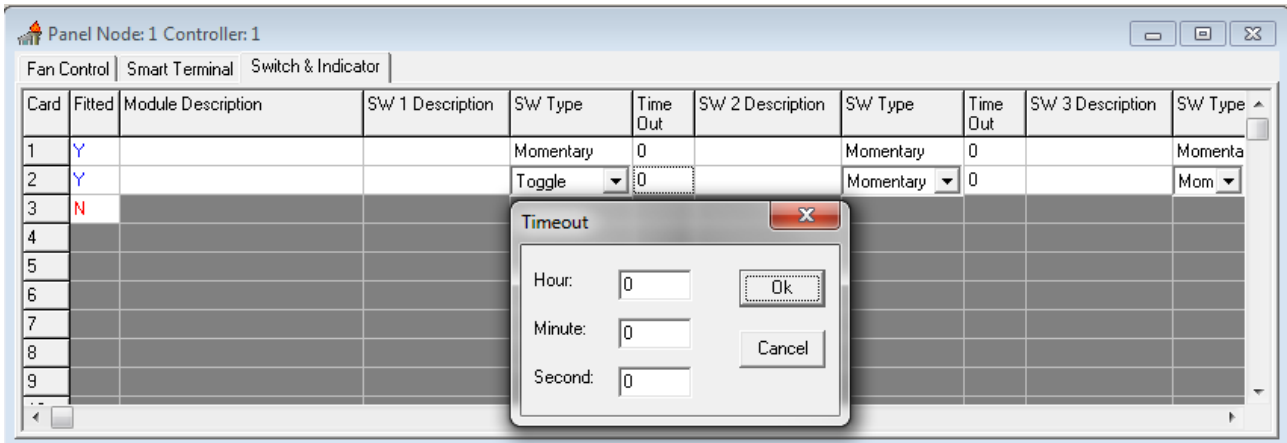 Panel Node: 1 Controller: 1
Fan Control Smart Terminal Switch & Indicator
Card Fitted Module Description SW 1 Description SW Type Time Out SW 2 Description SW Type Time Out SW 3 Description SW Type
1 Y Momentary 0 Momentary 0 Momenta
2 Y Toggle 0 Momentary 0 Mom
3 N
Timeout
4
5
Hour: 0 Ok
6
7
Minute: 0
8
Cancel
9
Second: 0